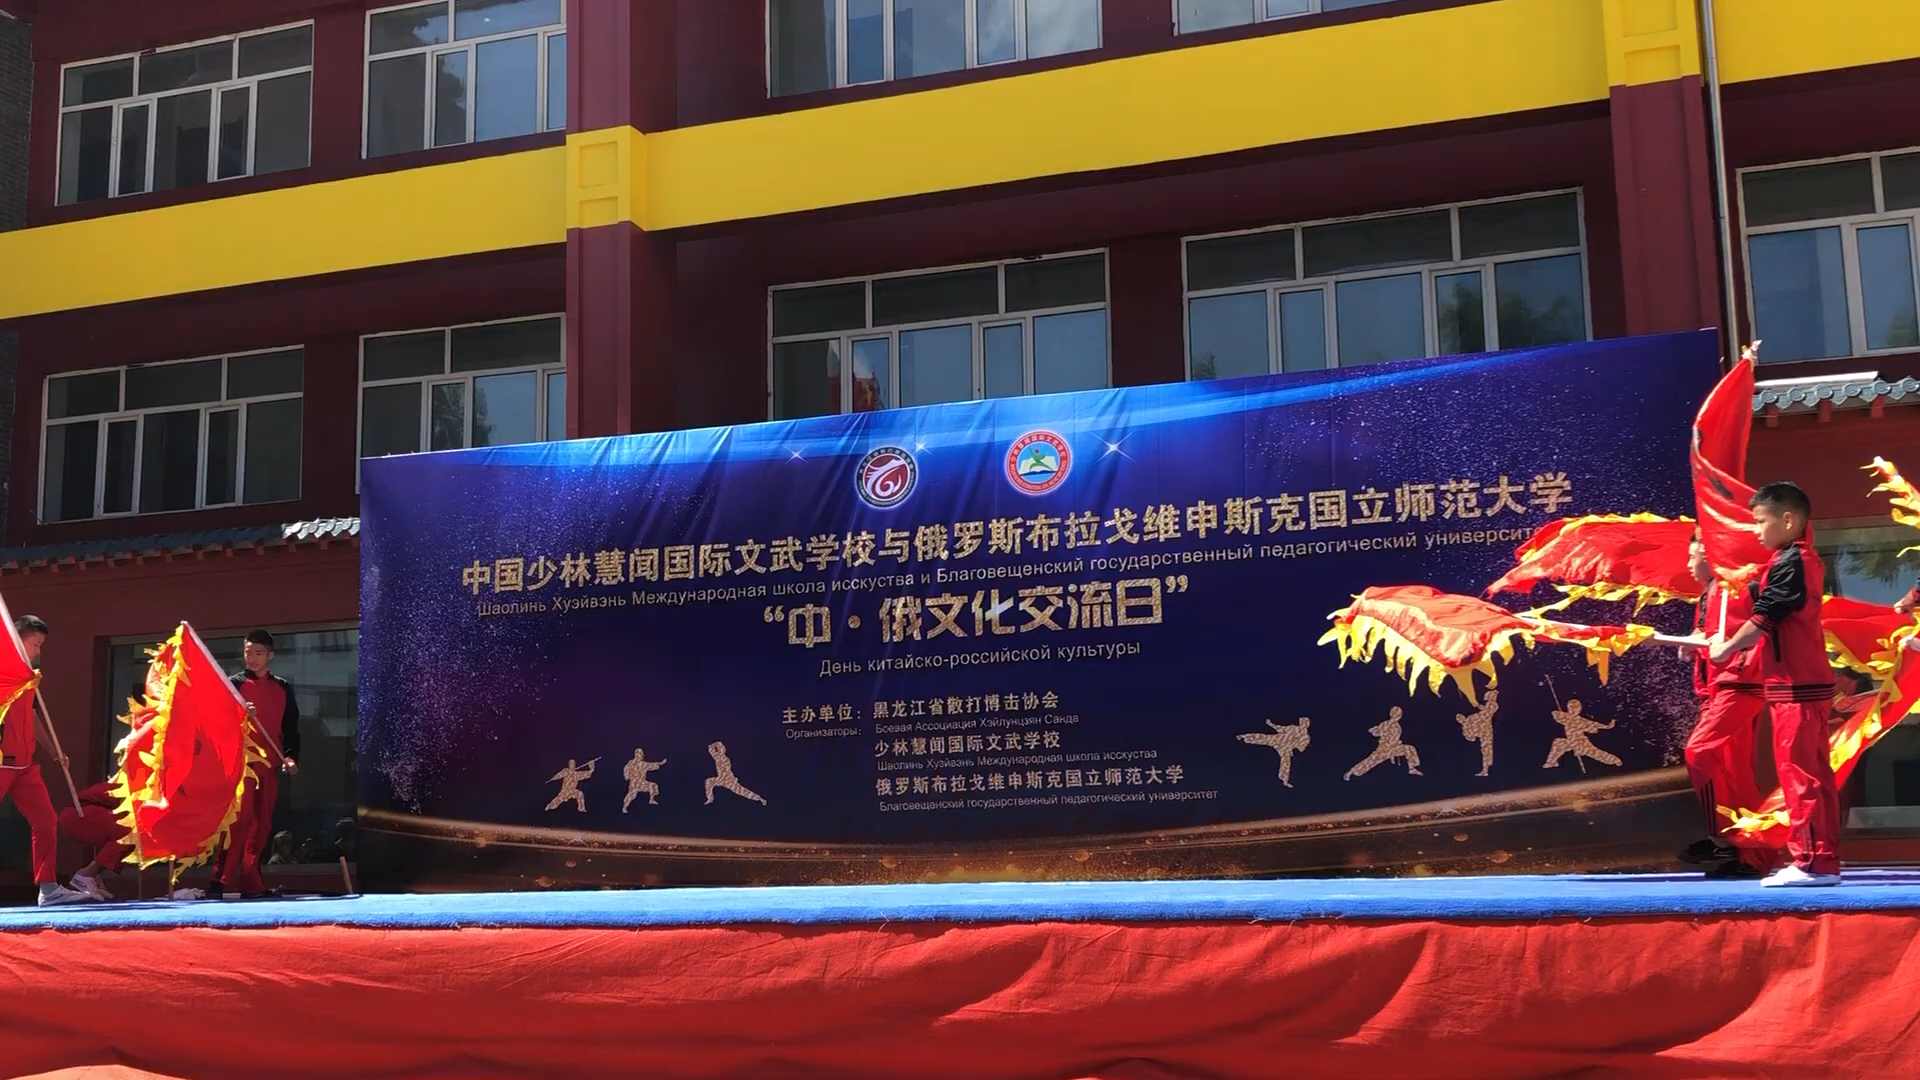 中国少林慧闻国际文武学校与俄罗斯布拉戈维申斯克国立师范大学
Шаолинь Хуэйвэнь Международная школа исскуства и Благовещенский государственный педагогический университе
“中·俄文化交流日”
День китайско-российской культуры
主办单位：黑龙江省散打博击协会
Организаторы: Боевая Ассоциация Хэйлунцзян Санда
少林慧闻国际文武学校
Шаолинь Хуэйвэнь Международная школа исскуства
俄罗斯布拉戈维申斯克国立师范大学
Благовещенский государственный педагогический университет